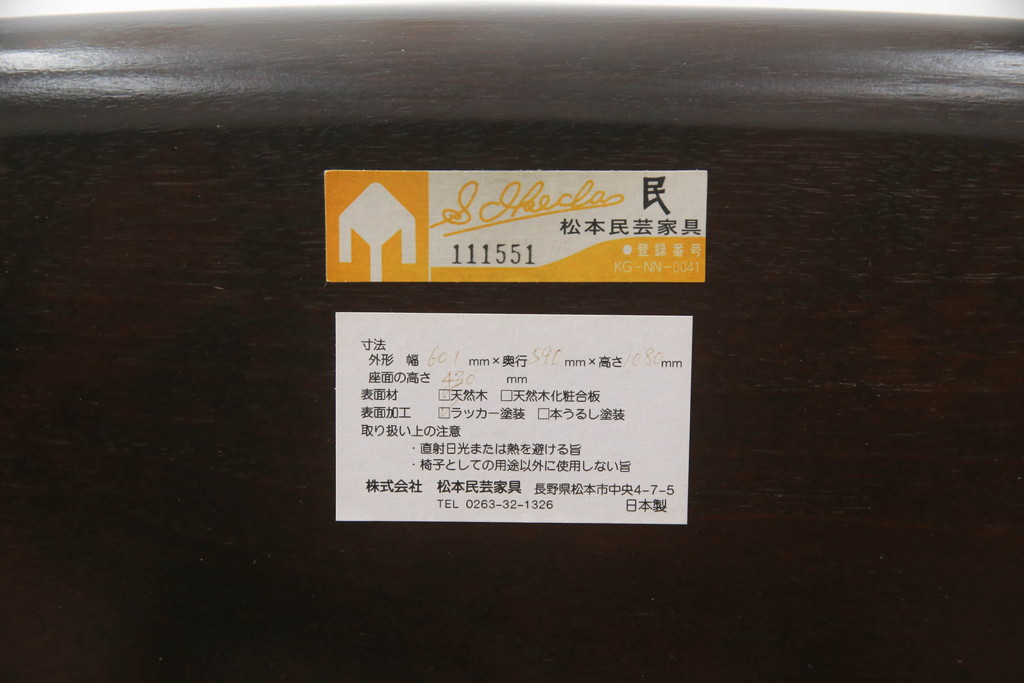 S. Ikeda 民
松本民芸家具
111551
●登録番号
KG-NN-0041
寸法
外形 幅 601 mm×奥行 590 mm×高さ 1080 mm
座面の高さ 430 mm
表面材 ☑天然木 □天然木化粧合板
表面加工 ☑ラッカー塗装 □本うるし塗装
取り扱い上の注意
・直射日光または熱を避ける旨
・椅子としての用途以外に使用しない旨
株式会社 松本民芸家具 長野県松本市中央4-7-5
TEL 0263-32-1326 日本製